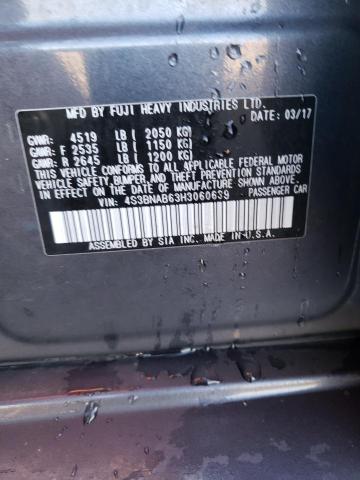 MFD BY FUJI HEAVY INDUSTRIES LTD.
DATE: 03/17
GVWR: 4519 LB ( 2050 KG)
GAWR: F 2535 LB ( 1150 KG)
GAWR: R 2645 LB ( 1200 KG)
THIS VEHICLE CONFORMS TO ALL APPLICABLE FEDERAL MOTOR
VEHICLE SAFETY, BUMPER, AND THEFT PREVENTION STANDARDS
IN EFFECT ON THE DATE OF MANUFACTURE SHOWN ABOVE.
VIN: 4S3BNAB63H3060639 PASSENGER CAR
ASSEMBLED BY SIA INC. MADE IN U.S.A.